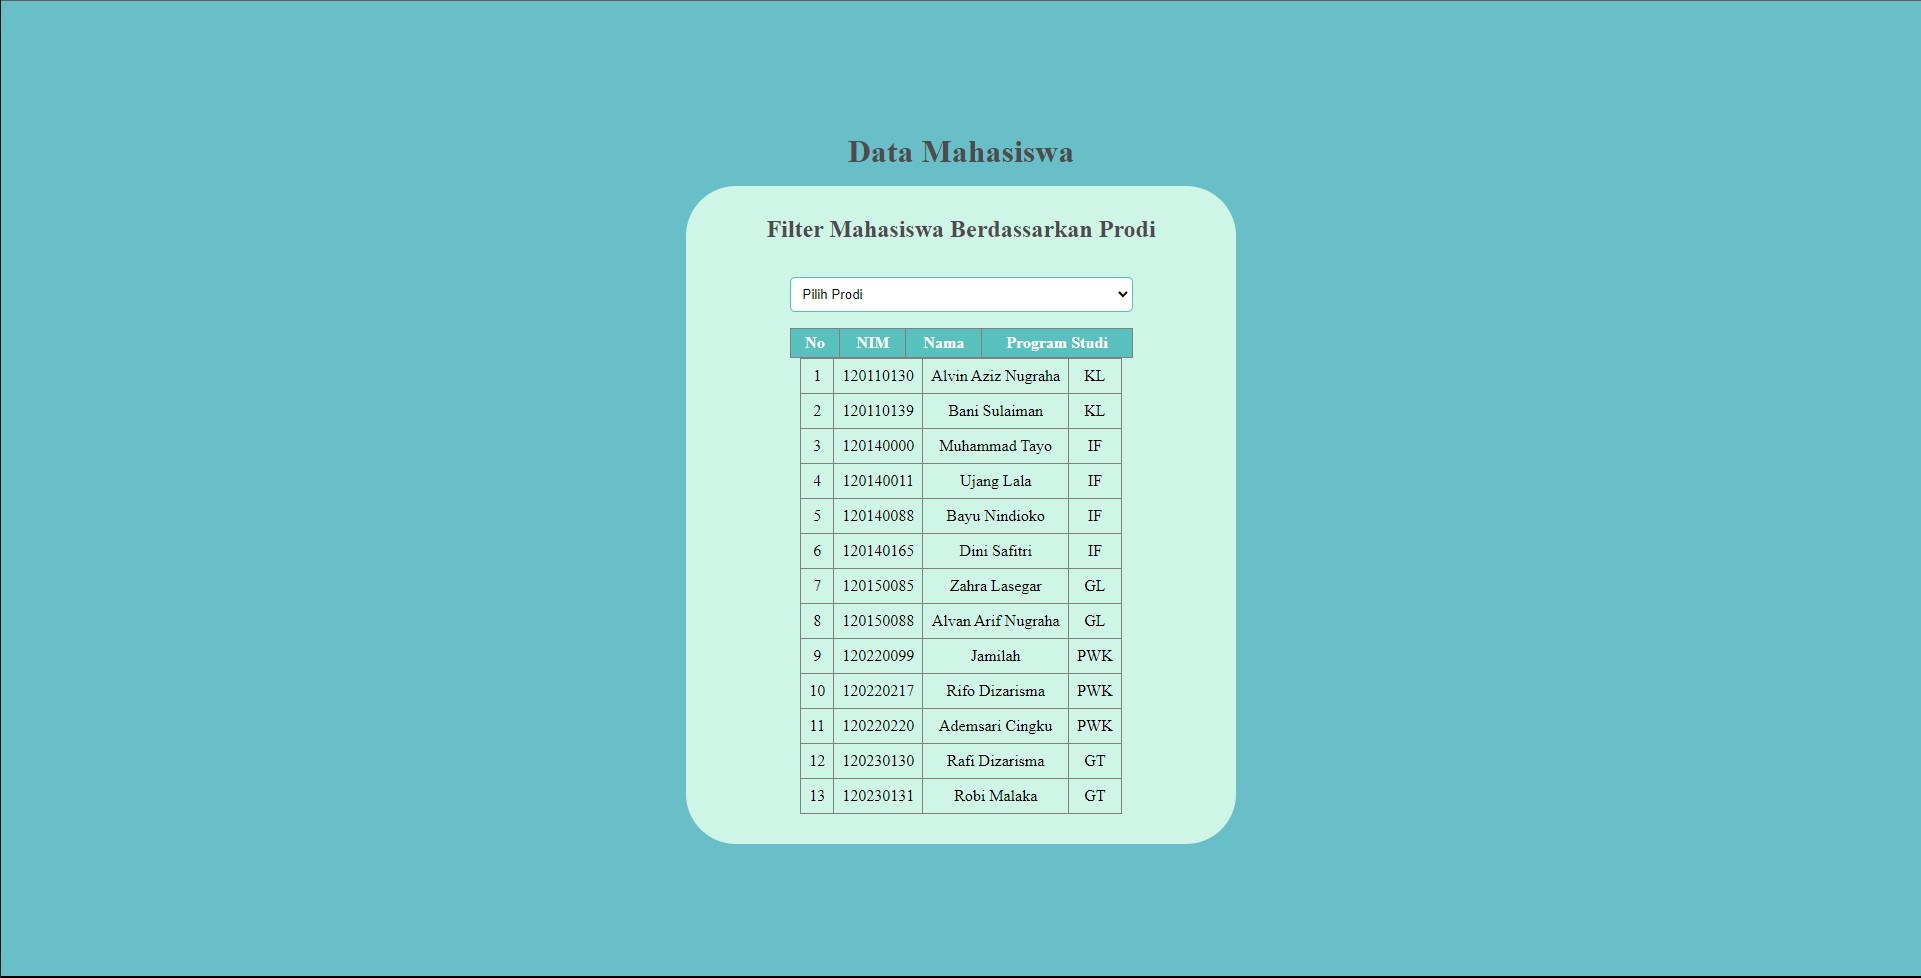 Data Mahasiswa
Filter Mahasiswa Berdassarkan Prodi
Pilih Prodi
No NIM Nama Program Studi
1 120110130 Alvin Aziz Nugraha KL
2 120110139 Bani Sulaiman KL
3 120140000 Muhammad Tayo IF
4 120140011 Ujang Lala IF
5 120140088 Bayu Nindioko IF
6 120140165 Dini Safitri IF
7 120150085 Zahra Lasegar GL
8 120150088 Alvan Arif Nugraha GL
9 120220099 Jamilah PWK
10 120220217 Rifo Dizarisma PWK
11 120220220 Ademsari Cingku PWK
12 120230130 Rafi Dizarisma GT
13 120230131 Robi Malaka GT